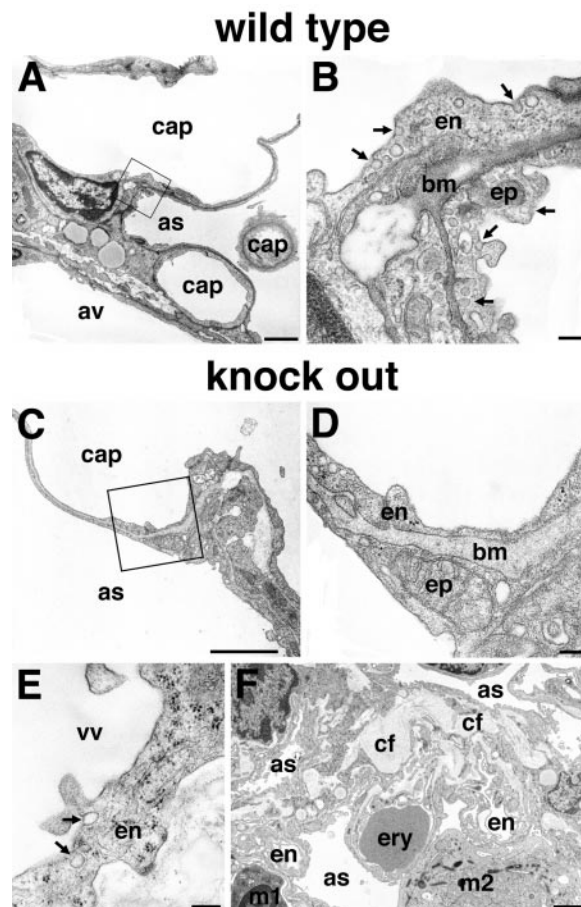 wild type
A
B
cap
en
bm
ep
as
cap
cap
av
knock out
C
D
cap
en
bm
ep
as
E
F
as
vv
cf
cf
as
en
en
ery
en
as
m1
m2